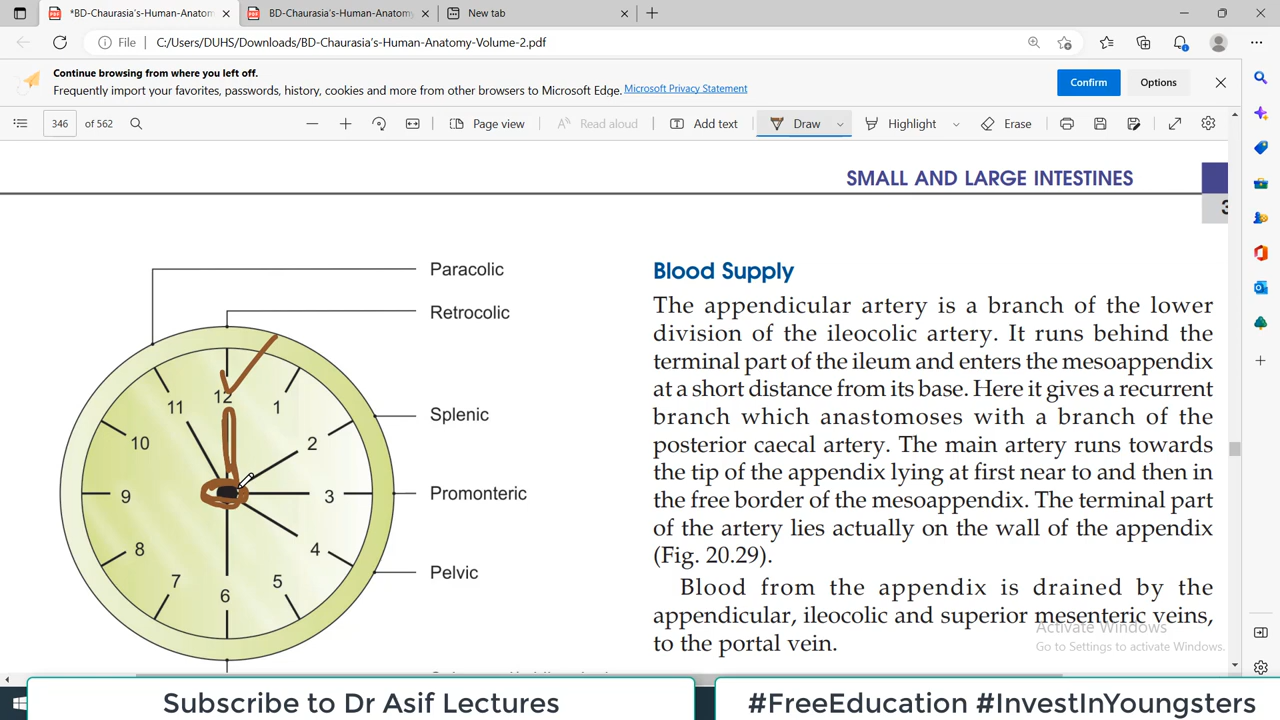 *BD-Chaurasia's-Human-Anatomy-
BD-Chaurasia's-Human-Anatomy
New tab
File
C:/Users/DUHS/Downloads/BD-Chaurasia's-Human-Anatomy-Volume-2.pdf
Continue browsing from where you left off.
Frequently import your favorites, passwords, history, cookies and more from other browsers to Microsoft Edge. Microsoft Privacy Statement
Confirm
Options
346 of 562
Page view
Read aloud
Add text
Draw
Highlight
Erase
SMALL AND LARGE INTESTINES
3
Paracolic
Retrocolic
Splenic
Promonteric
Pelvic
12
1
2
3
4
5
6
7
8
9
10
11
Blood Supply
The appendicular artery is a branch of the lower
division of the ileocolic artery. It runs behind the
terminal part of the ileum and enters the mesoappendix
at a short distance from its base. Here it gives a recurrent
branch which anastomoses with a branch of the
posterior caecal artery. The main artery runs towards
the tip of the appendix lying at first near to and then in
the free border of the mesoappendix. The terminal part
of the artery lies actually on the wall of the appendix
(Fig. 20.29).
Blood from the appendix is drained by the
appendicular, ileocolic and superior mesenteric veins,
to the portal vein.
Activate Windows
Go to Settings to activate Windows.
Subscribe to Dr Asif Lectures
#FreeEducation #InvestInYoungsters